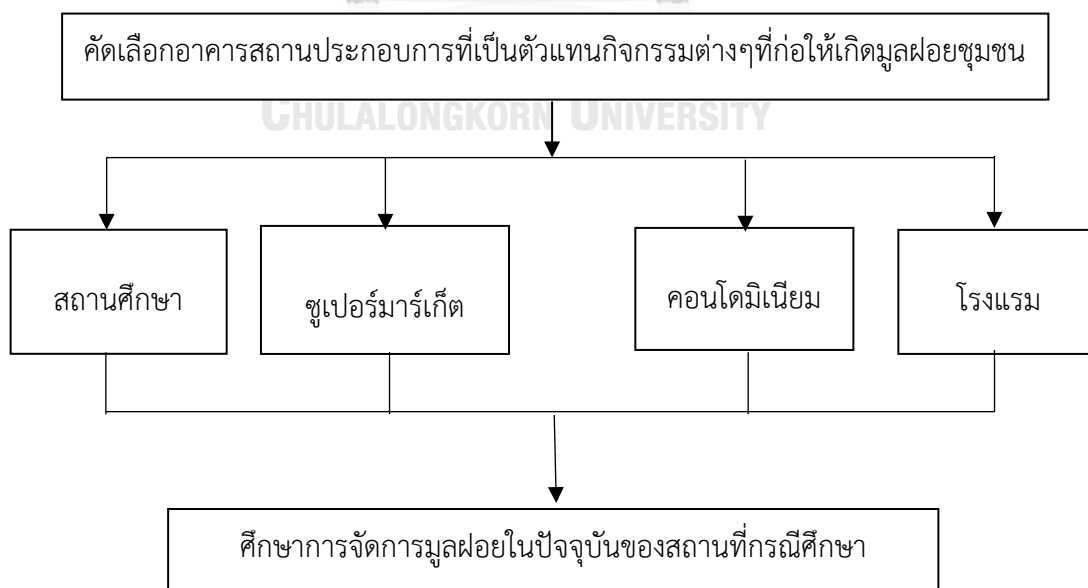 คัดเลือกอาคารสถานประกอบการที่เป็นตัวแทนกิจกรรมต่างๆที่ก่อให้เกิดมูลฝอยชุมชน
CHULALONGKORN UNIVERSITY
สถานศึกษา
ซูเปอร์มาร์เก็ต
คอนโดมิเนียม
โรงแรม
ศึกษาการจัดการมูลฝอยในปัจจุบันของสถานที่กรณีศึกษา